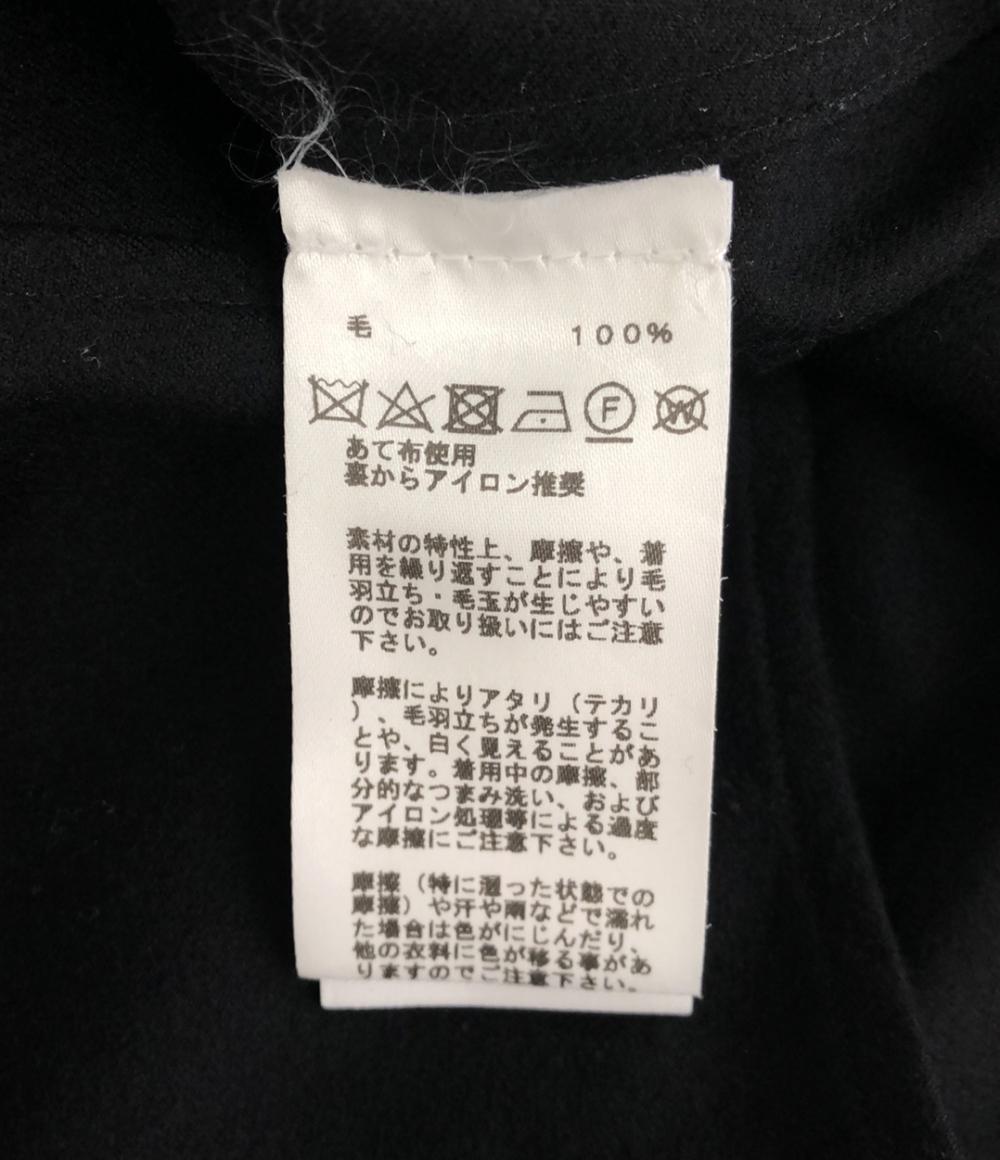 毛 100%
F W
あて布使用
裏からアイロン推奨
素材の特性上、摩擦や、着
用を繰り返すことにより毛
羽立ち・毛玉が生じやすい
のでお取り扱いにはご注意
下さい。
摩擦によりアタリ（テカリ
）、毛羽立ちが発生するこ
とや、白く見えることがあ
ります。着用中の摩擦、部
分的なつまみ洗い、および
アイロン処理等による過度
な摩擦にご注意下さい。
摩擦（特に湿った状態での
摩擦）や汗や雨などで濡れ
た場合は色がにじんだり、
他の衣料に色が移る事があ
りますのでご注意下さい。